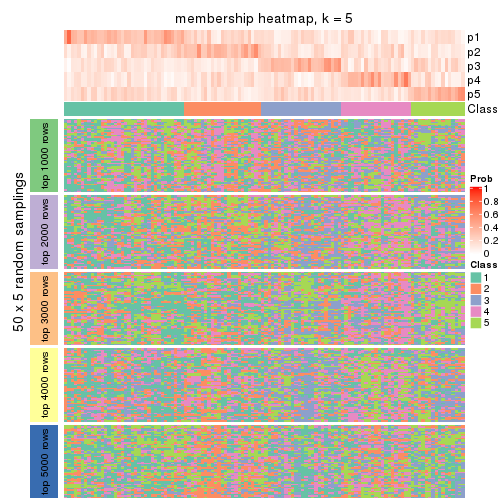 membership heatmap, k = 5
p1
p2
p3
p4
p5
Class
50 x 5 random samplings
top 1000 rows
top 2000 rows
top 3000 rows
top 4000 rows
top 5000 rows
Prob
1
0.8
0.6
0.4
0.2
0
Class
1
2
3
4
5